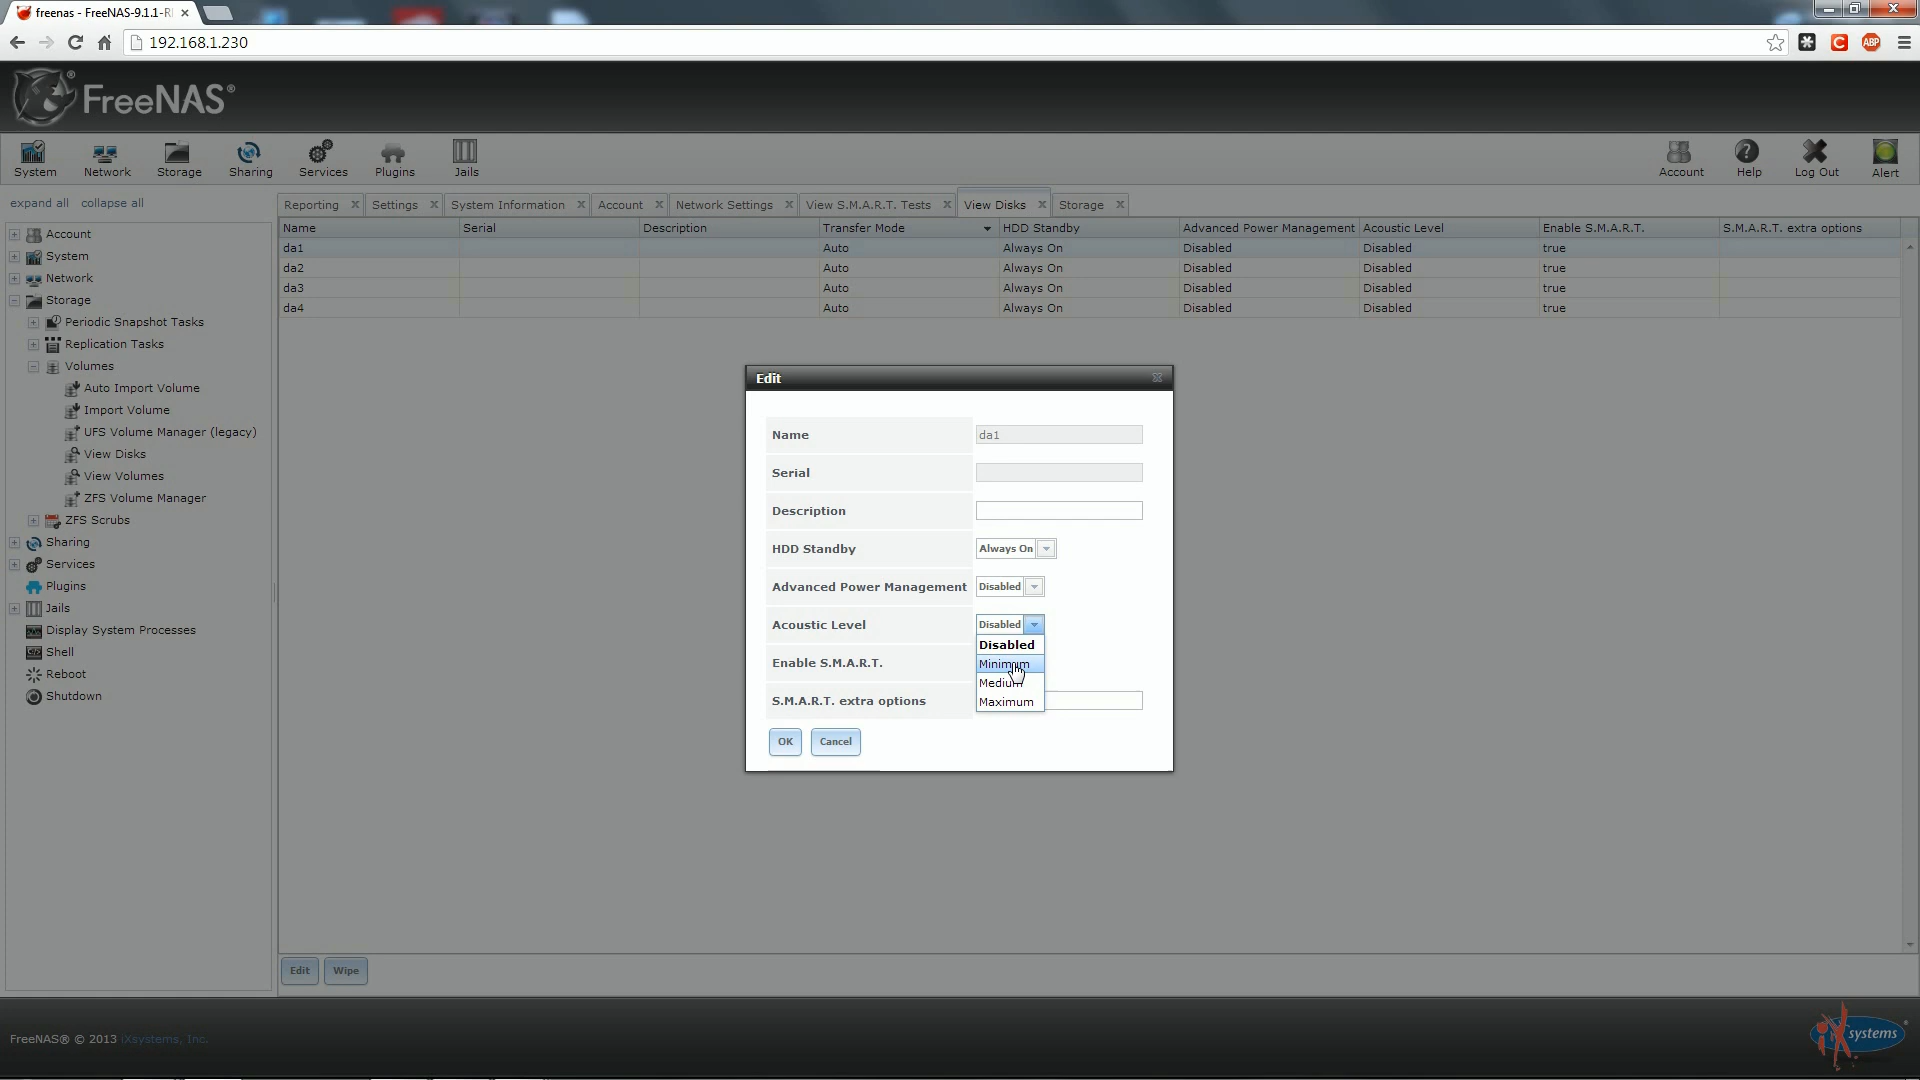 freenas - FreeNAS-9.1.1-R
192.168.1.230
ABP
FreeNAS®
System
Network
Storage
Sharing
Services
Plugins
Jails
Account
Help
Log Out
Alert
expand all collapse all
Reporting
Settings
System Information
Account
Network Settings
View S.M.A.R.T. Tests
View Disks
Storage
Account
System
Network
Storage
Periodic Snapshot Tasks
Replication Tasks
Volumes
Auto Import Volume
Import Volume
UFS Volume Manager (legacy)
View Disks
View Volumes
ZFS Volume Manager
ZFS Scrubs
Sharing
Services
Plugins
Jails
Display System Processes
Shell
Reboot
Shutdown
Name Serial Description Transfer Mode HDD Standby Advanced Power Management Acoustic Level Enable S.M.A.R.T. S.M.A.R.T. extra options
da1 Auto Always On Disabled Disabled true
da2 Auto Always On Disabled Disabled true
da3 Auto Always On Disabled Disabled true
da4 Auto Always On Disabled Disabled true
Edit
Name da1
Serial
Description
HDD Standby Always On
Advanced Power Management Disabled
Acoustic Level Disabled
Disabled
Minimum
Medium
Maximum
Enable S.M.A.R.T.
S.M.A.R.T. extra options
OK Cancel
Edit Wipe
FreeNAS® © 2013 iXsystems, Inc.
iXsystems